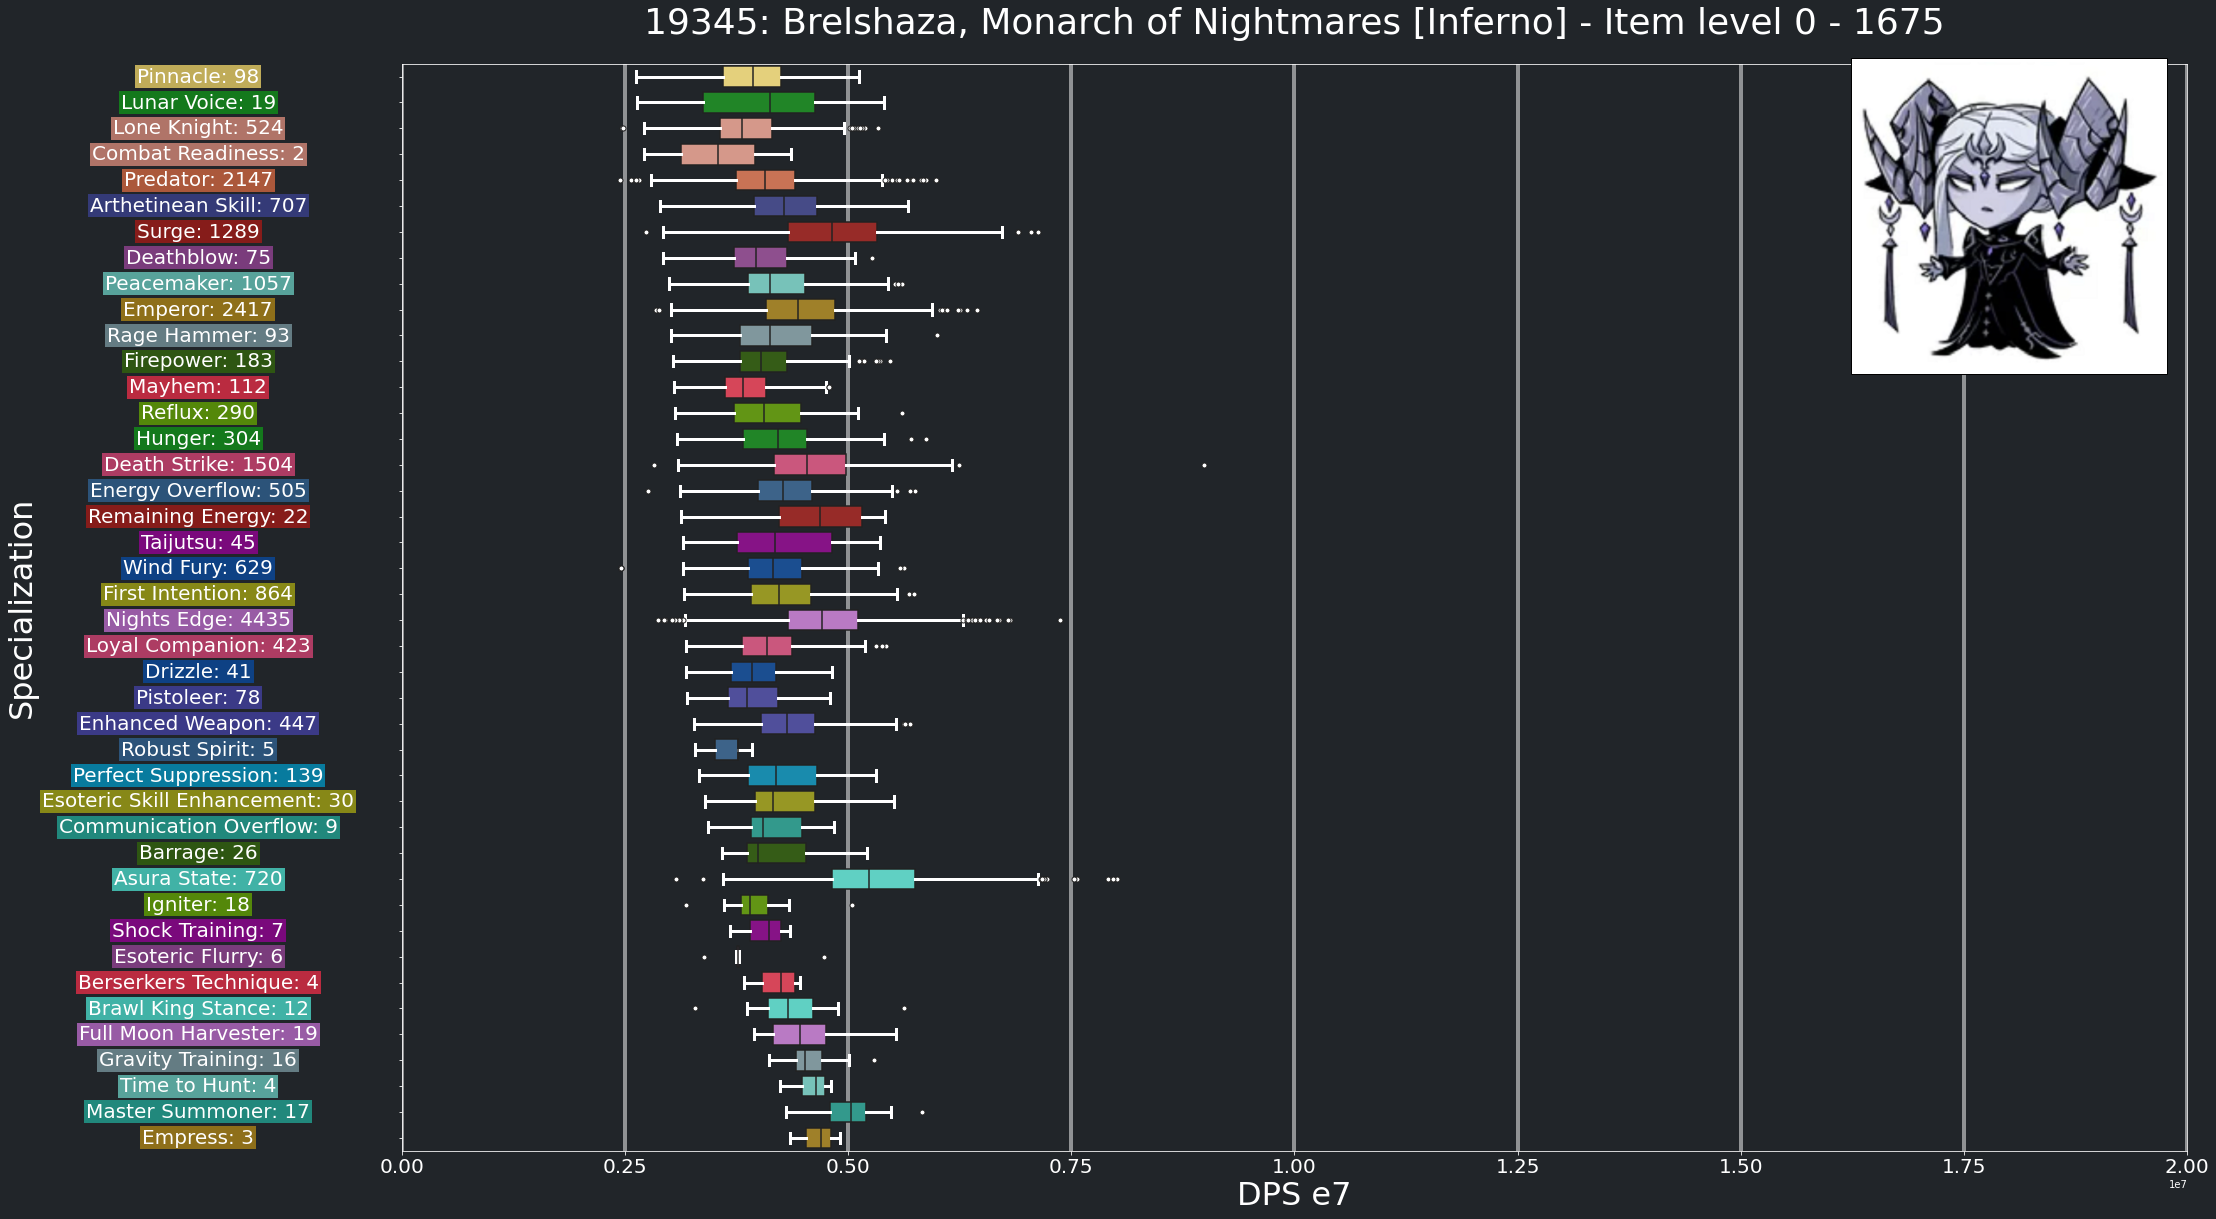 19345: Brelshaza, Monarch of Nightmares [Inferno] - Item level 0 - 1675
Specialization
Pinnacle: 98
Lunar Voice: 19
Lone Knight: 524
Combat Readiness: 2
Predator: 2147
Arthetinean Skill: 707
Surge: 1289
Deathblow: 75
Peacemaker: 1057
Emperor: 2417
Rage Hammer: 93
Firepower: 183
Mayhem: 112
Reflux: 290
Hunger: 304
Death Strike: 1504
Energy Overflow: 505
Remaining Energy: 22
Taijutsu: 45
Wind Fury: 629
First Intention: 864
Nights Edge: 4435
Loyal Companion: 423
Drizzle: 41
Pistoleer: 78
Enhanced Weapon: 447
Robust Spirit: 5
Perfect Suppression: 139
Esoteric Skill Enhancement: 30
Communication Overflow: 9
Barrage: 26
Asura State: 720
Igniter: 18
Shock Training: 7
Esoteric Flurry: 6
Berserkers Technique: 4
Brawl King Stance: 12
Full Moon Harvester: 19
Gravity Training: 16
Time to Hunt: 4
Master Summoner: 17
Empress: 3
0.00 0.25 0.50 0.75 1.00 1.25 1.50 1.75 2.00
1e7
DPS e7